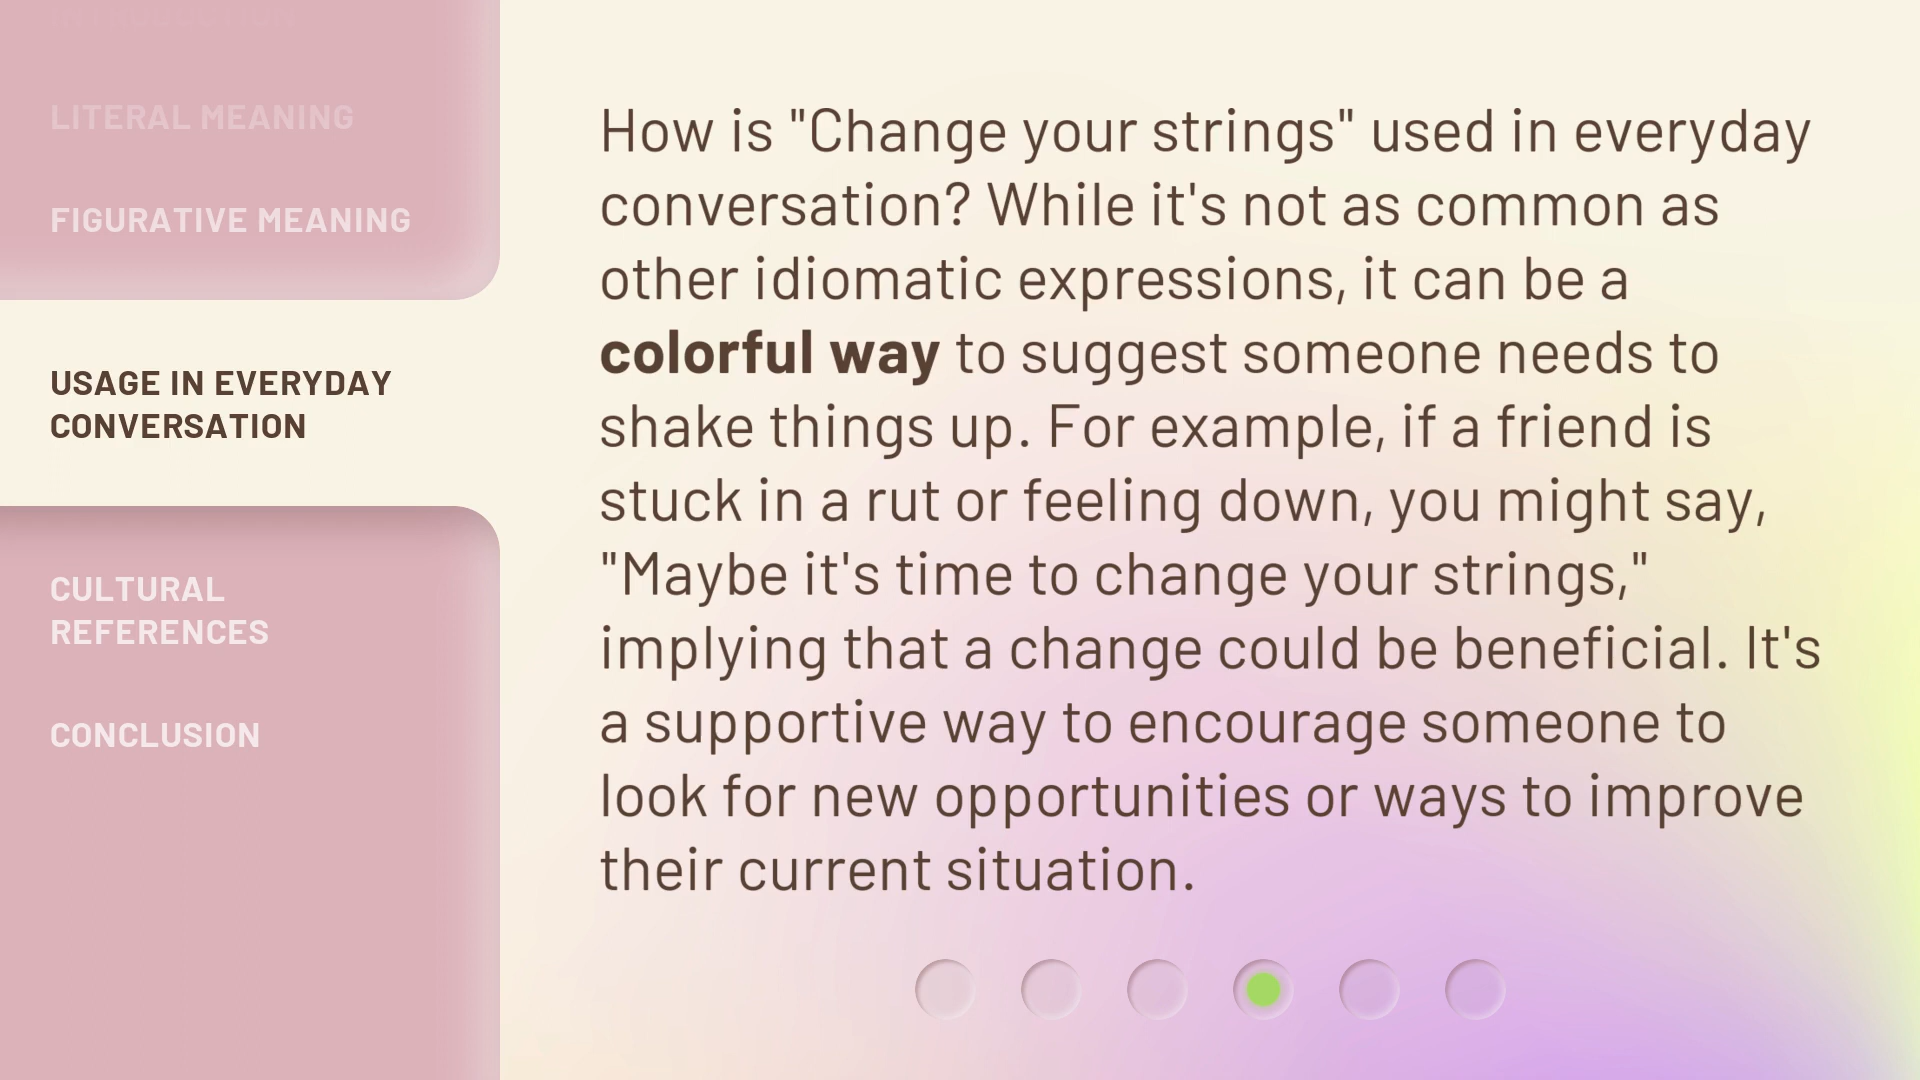 LITERAL MEANING
FIGURATIVE MEANING
USAGE IN EVERYDAY
CONVERSATION
CULTURAL
REFERENCES
CONCLUSION
How is "Change your strings" used in everyday
conversation? While it's not as common as
other idiomatic expressions, it can be a
colorful way to suggest someone needs to
shake things up. For example, if a friend is
stuck in a rut or feeling down, you might say,
"Maybe it's time to change your strings,"
implying that a change could be beneficial. It's
a supportive way to encourage someone to
look for new opportunities or ways to improve
their current situation.